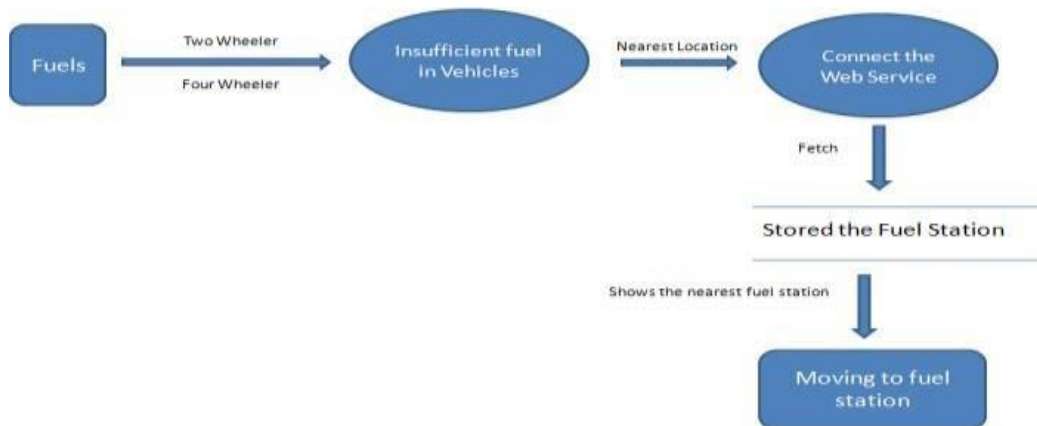 Fuels
Two Wheeler
Four Wheeler
Insufficient fuel
in Vehicles
Nearest Location
Connect the
Web Service
Fetch
Stored the Fuel Station
Shows the nearest fuel station
Moving to fuel
station